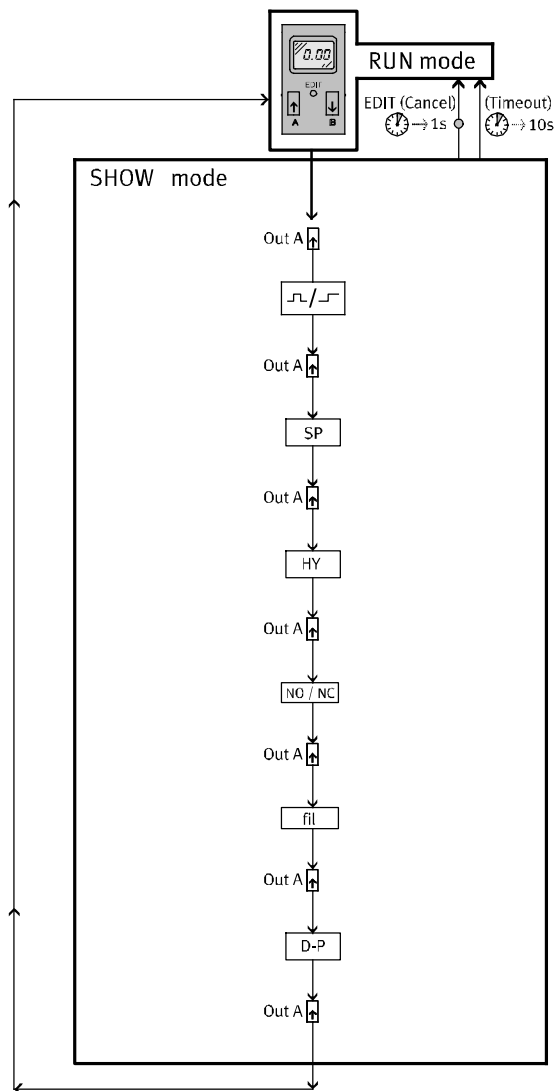 0.00
EDIT
A B
RUN mode
EDIT (Cancel) (Timeout)
1s 10s
SHOW mode
Out A
Out A
SP
Out A
HY
Out A
NO / NC
Out A
fil
Out A
D-P
Out A